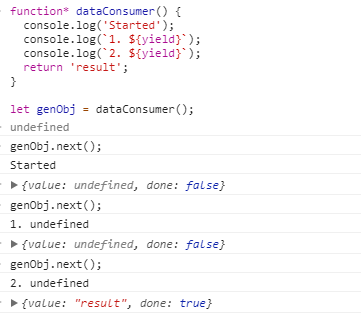 function* dataConsumer() {
console.log('Started');
console.log(`1. ${yield}`);
console.log(`2. ${yield}`);
return 'result';
}
let genObj = dataConsumer();
undefined
genObj.next();
Started
{value: undefined, done: false}
genObj.next();
1. undefined
{value: undefined, done: false}
genObj.next();
2. undefined
{value: "result", done: true}